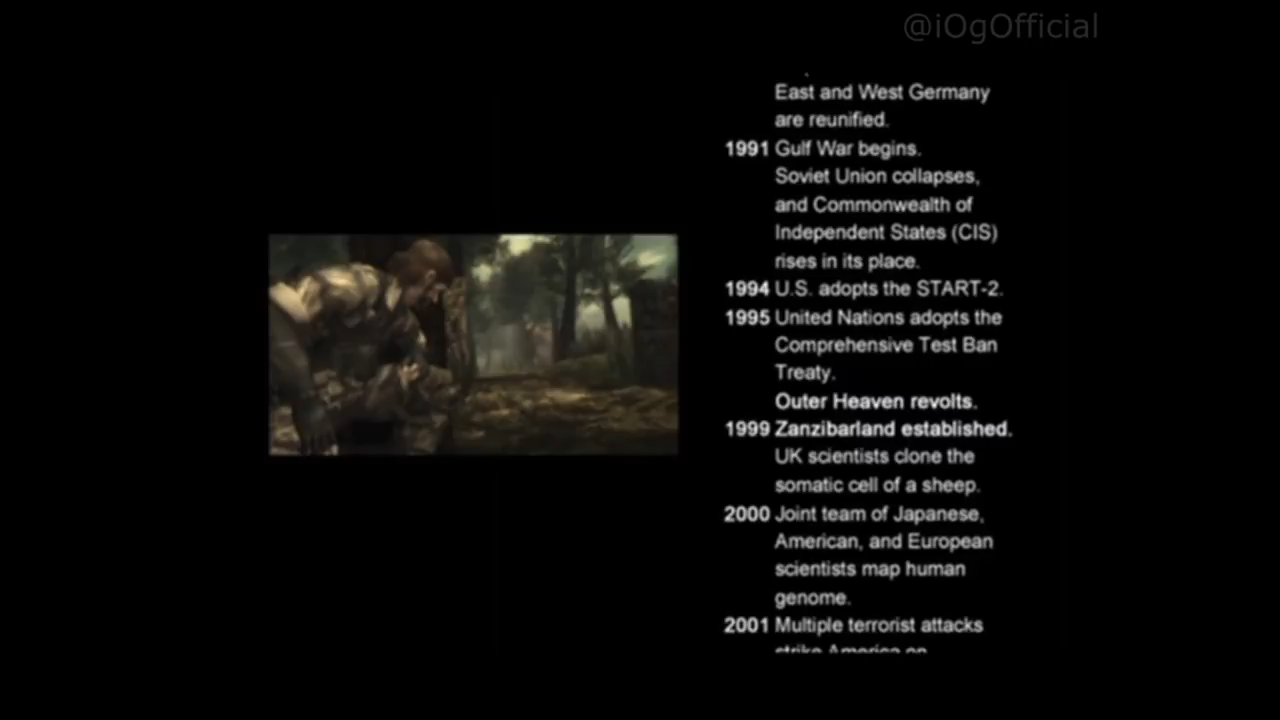 @iOgOfficial
East and West Germany
are reunified.
1991 Gulf War begins.
Soviet Union collapses,
and Commonwealth of
Independent States (CIS)
rises in its place.
1994 U.S. adopts the START-2.
1995 United Nations adopts the
Comprehensive Test Ban
Treaty.
Outer Heaven revolts.
1999 Zanzibarland established.
UK scientists clone the
somatic cell of a sheep.
2000 Joint team of Japanese,
American, and European
scientists map human
genome.
2001 Multiple terrorist attacks
strike America on